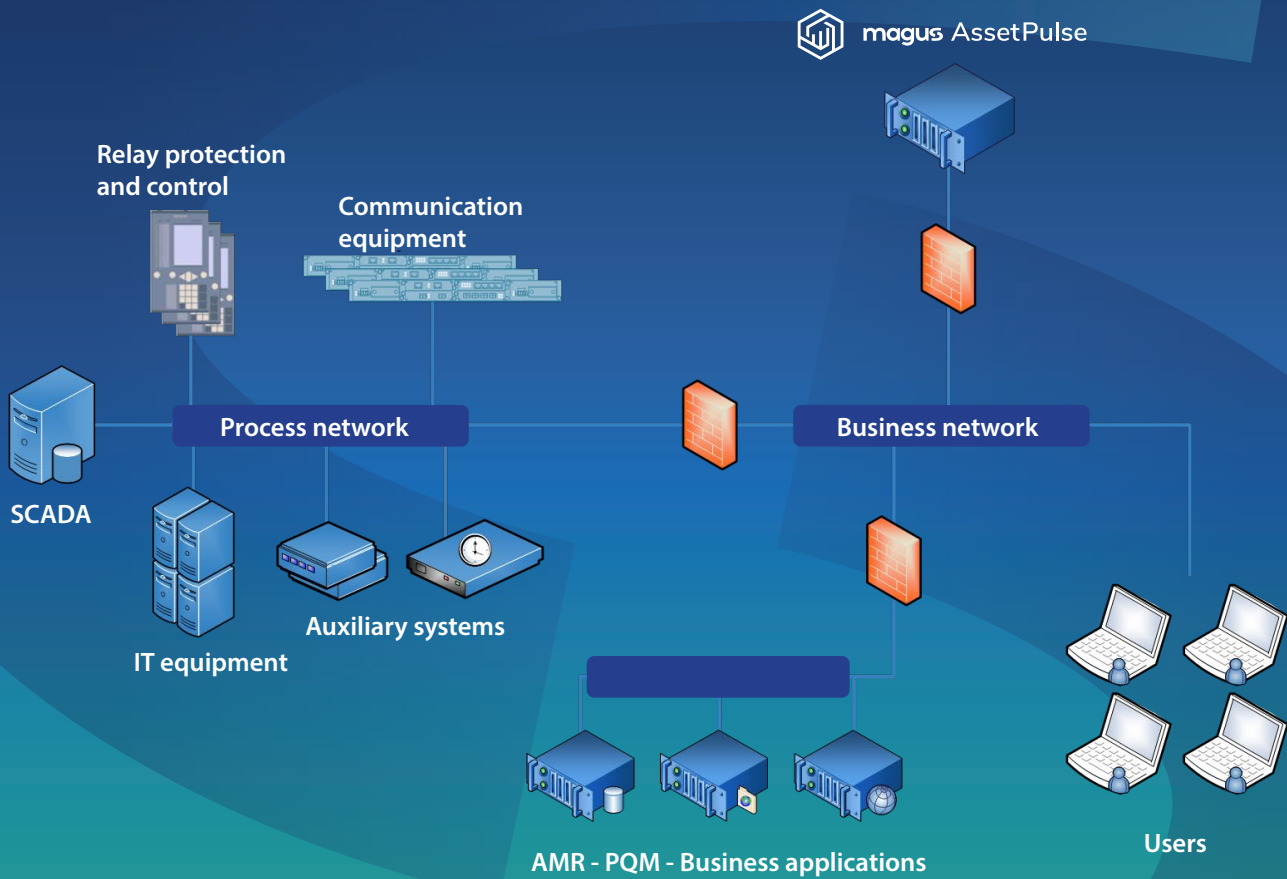 magus AssetPulse
Relay protection
and control
Communication
equipment
Process network
Business network
SCADA
Auxiliary systems
IT equipment
Users
AMR - PQM - Business applications